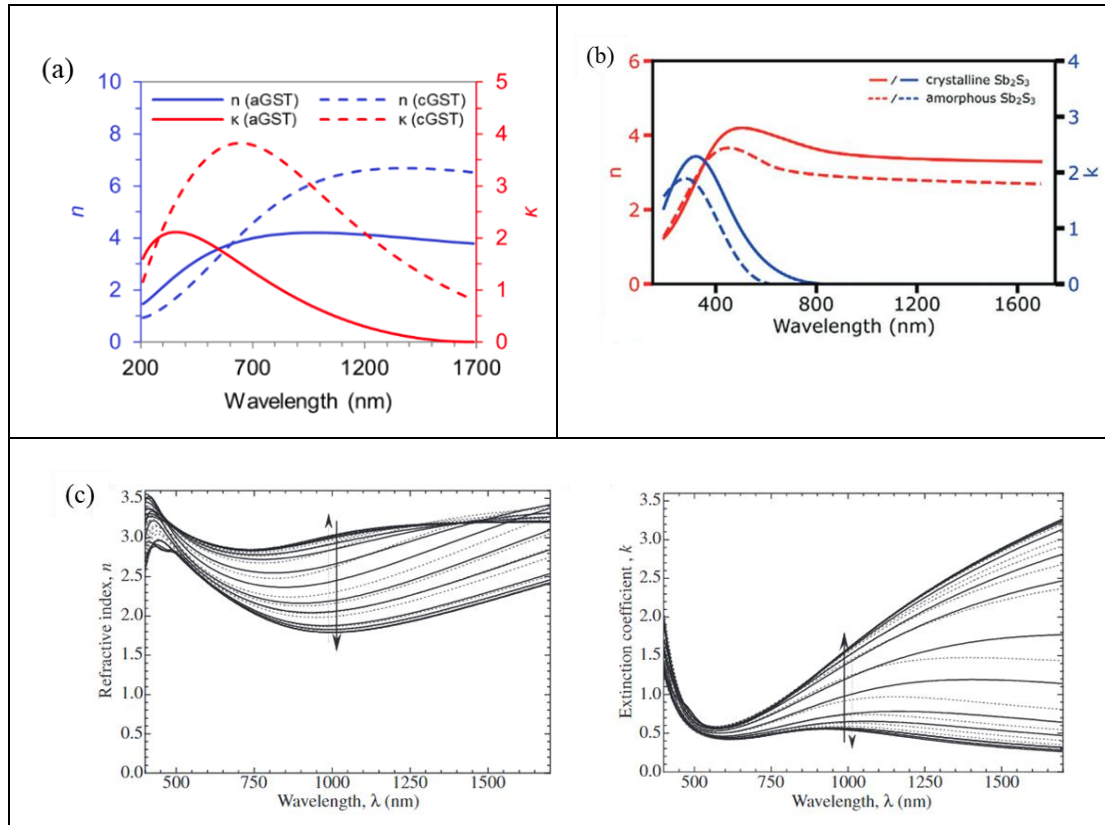 (a)
n (aGST) n (cGST)
κ (aGST) κ (cGST)
10
8
6
4
2
0
n
5
4
3
2
1
0
κ
200 700 1200 1700
Wavelength (nm)
(b)
crystalline Sb2S3
amorphous Sb2S3
6
4
2
0
n
4
3
2
1
0
k
400 800 1200 1600
Wavelength (nm)
(c)
3.5
3.0
2.5
2.0
1.5
1.0
0.5
0.0
Refractive index, n
500 750 1000 1250 1500
Wavelength, λ (nm)
3.5
3.0
2.5
2.0
1.5
1.0
0.5
0.0
Extinction coefficient , k
500 750 1000 1250 1500
Wavelength, λ (nm)